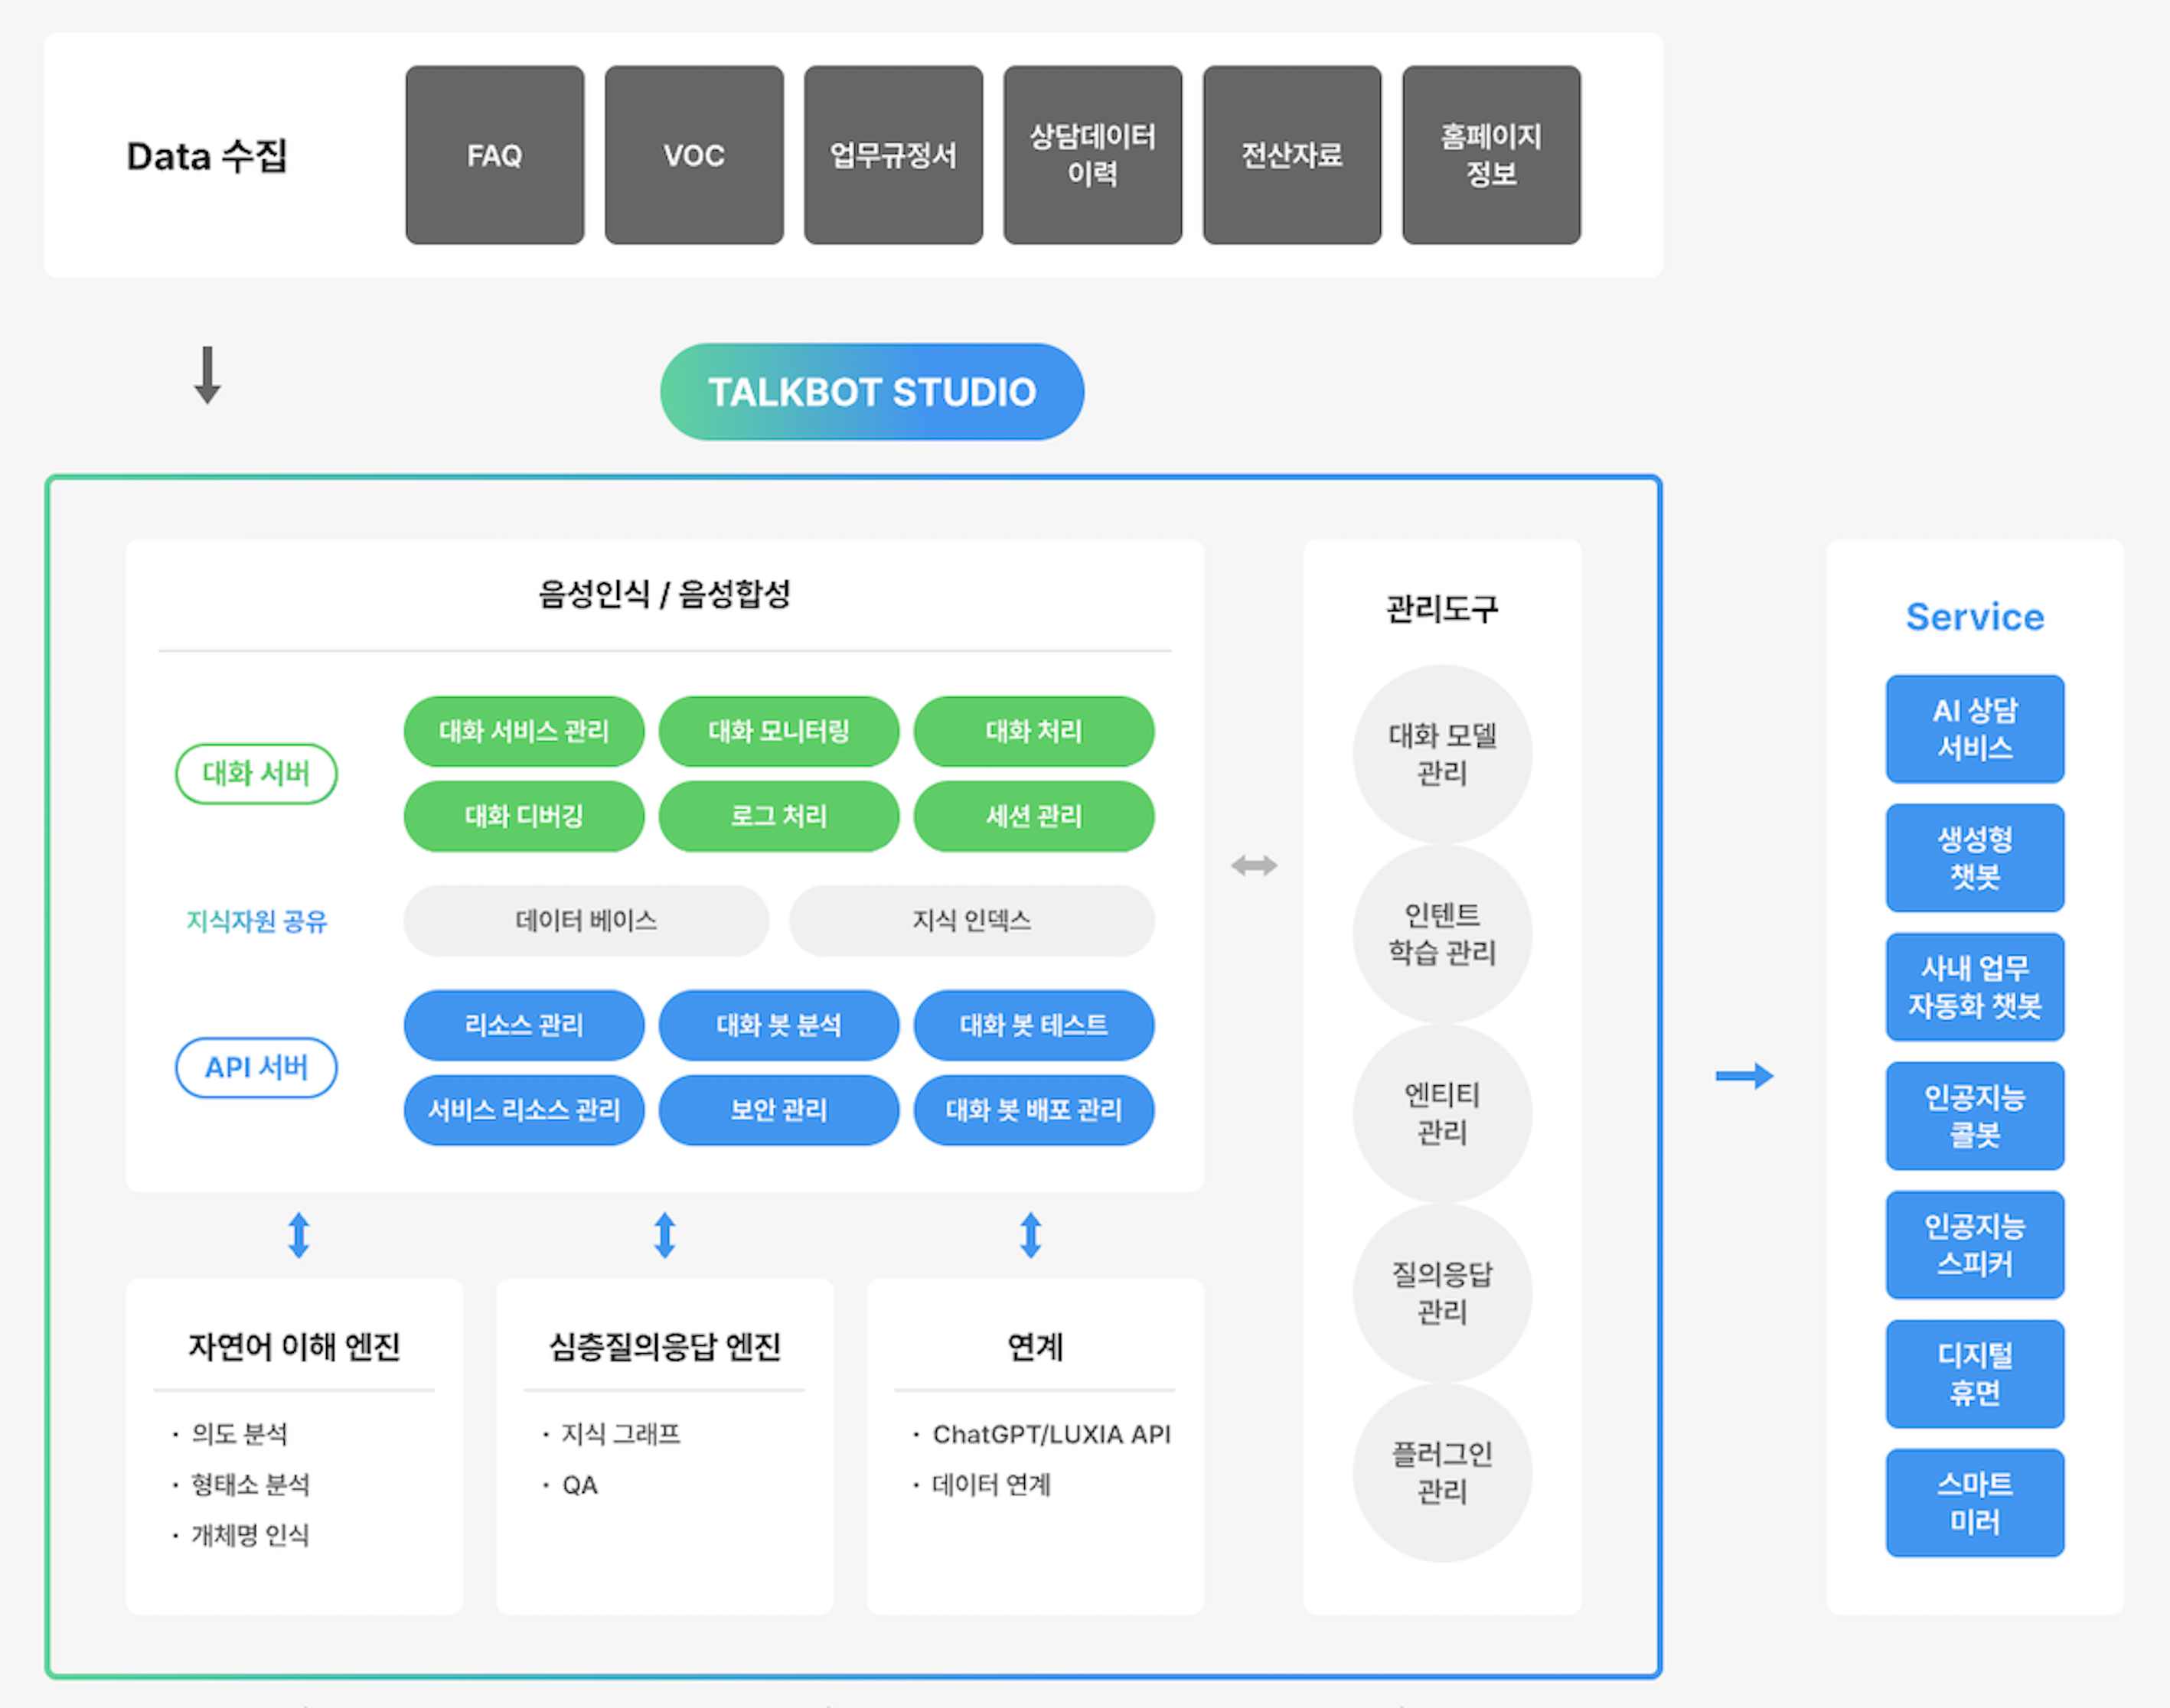 Data 수집
FAQ
VOC
업무규정서
상담데이터
이력
전산자료
홈페이지
정보
TALKBOT STUDIO
음성인식 / 음성합성
대화 서버
대화 서비스 관리
대화 모니터링
대화 처리
대화 디버깅
로그 처리
세션 관리
지식자원 공유
데이터 베이스
지식 인덱스
API 서버
리소스 관리
대화 봇 분석
대화 봇 테스트
서비스 리소스 관리
보안 관리
대화 봇 배포 관리
자연어 이해 엔진
· 의도 분석
· 형태소 분석
· 개체명 인식
심층질의응답 엔진
· 지식 그래프
· QA
연계
· ChatGPT/LUXIA API
· 데이터 연계
관리도구
대화 모델
관리
인텐트
학습 관리
엔티티
관리
질의응답
관리
플러그인
관리
Service
AI 상담
서비스
생성형
챗봇
사내 업무
자동화 챗봇
인공지능
콜봇
인공지능
스피커
디지털
휴먼
스마트
미러